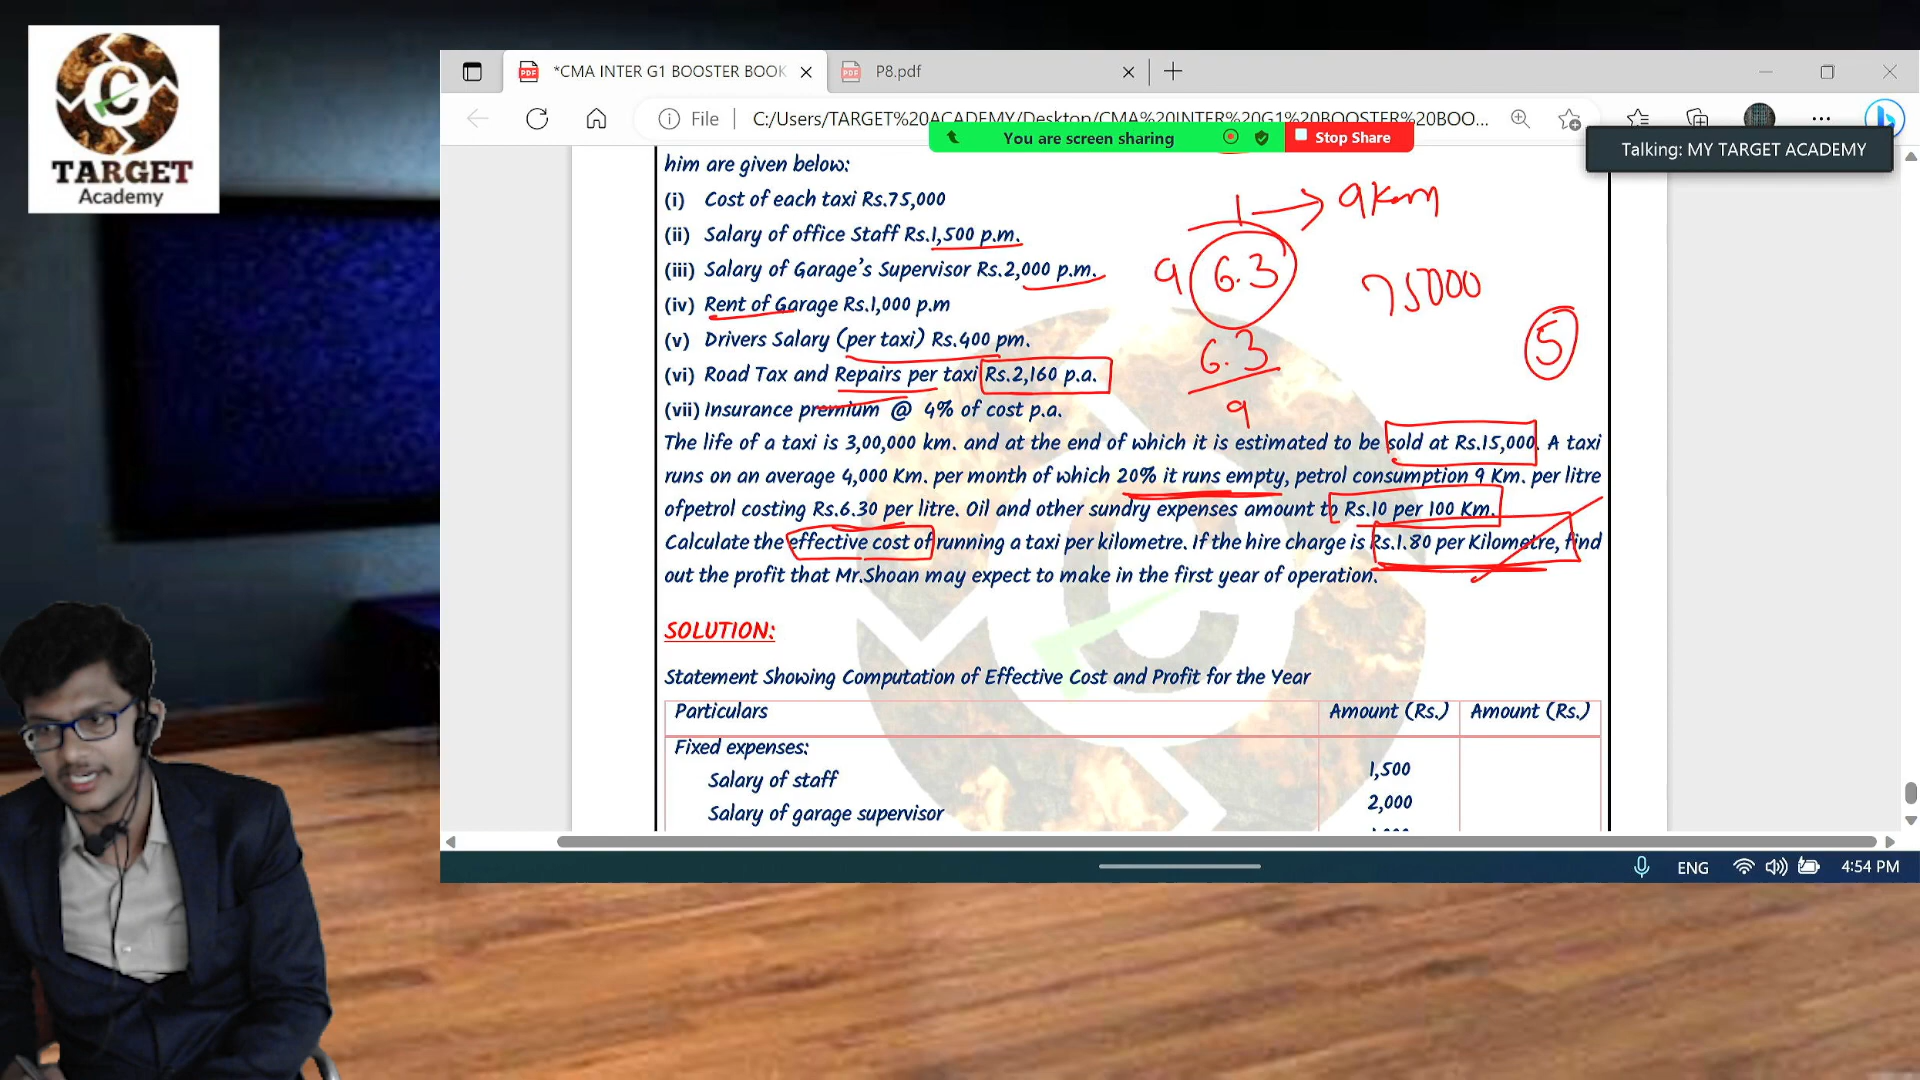 C
TARGET
Academy
*CMA INTER G1 BOOSTER BOOK
P8.pdf
File
C:/Users/TARGET%20ACADEMY/Desktop/CMA%20INTER%20G1%20BOOSTER%20BOO...
You are screen sharing
Stop Share
Talking: MY TARGET ACADEMY
him are given below:
(i) Cost of each taxi Rs.75,000
(ii) Salary of office Staff Rs.1,500 p.m.
(iii) Salary of Garage's Supervisor Rs.2,000 p.m.
(iv) Rent of Garage Rs.1,000 p.m
(v) Drivers Salary (per taxi) Rs.400 pm.
(vi) Road Tax and Repairs per taxi Rs.2,160 p.a.
(vii) Insurance premium @ 4% of cost p.a.
1 → 9km
9 6.3
75000
5
6.3
9
The life of a taxi is 3,00,000 km. and at the end of which it is estimated to be sold at Rs.15,000. A taxi
runs on an average 4,000 Km. per month of which 20% it runs empty, petrol consumption 9 Km. per litre
ofpetrol costing Rs.6.30 per litre. Oil and other sundry expenses amount to Rs.10 per 100 Km.
Calculate the effective cost of running a taxi per kilometre. If the hire charge is Rs.1.80 per Kilometre, find
out the profit that Mr.Shoan may expect to make in the first year of operation.
SOLUTION:
Statement Showing Computation of Effective Cost and Profit for the Year
Particulars Amount (Rs.) Amount (Rs.)
Fixed expenses:
Salary of staff 1,500
Salary of garage supervisor 2,000
ENG 4:54 PM